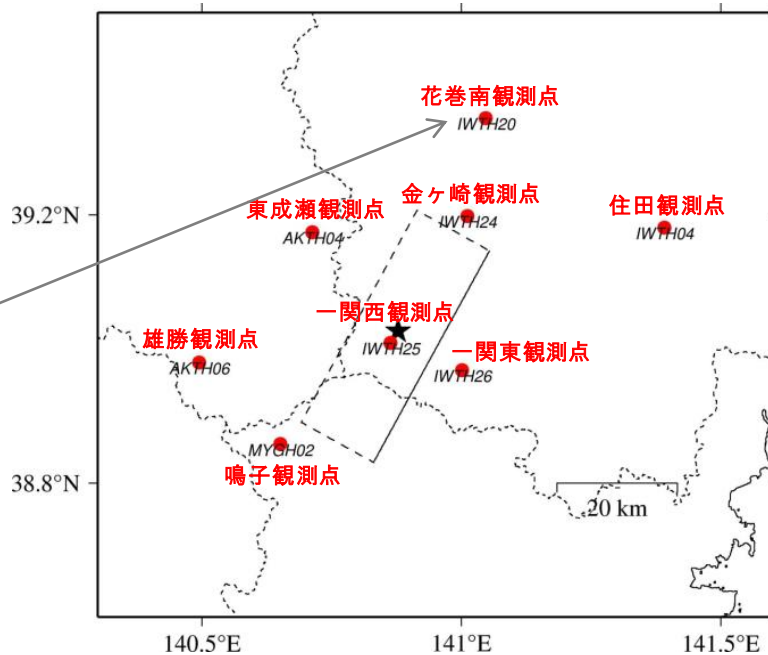 花巻南観測点
IWTH20
39.2°N
東成瀬観測点
AKTH04
金ヶ崎観測点
IWTH24
住田観測点
IWTH04
一関西観測点
IWTH25
雄勝観測点
AKTH06
一関東観測点
IWTH26
MYGH02
鳴子観測点
38.8°N
20 km
140.5°E
141°E
141.5°E